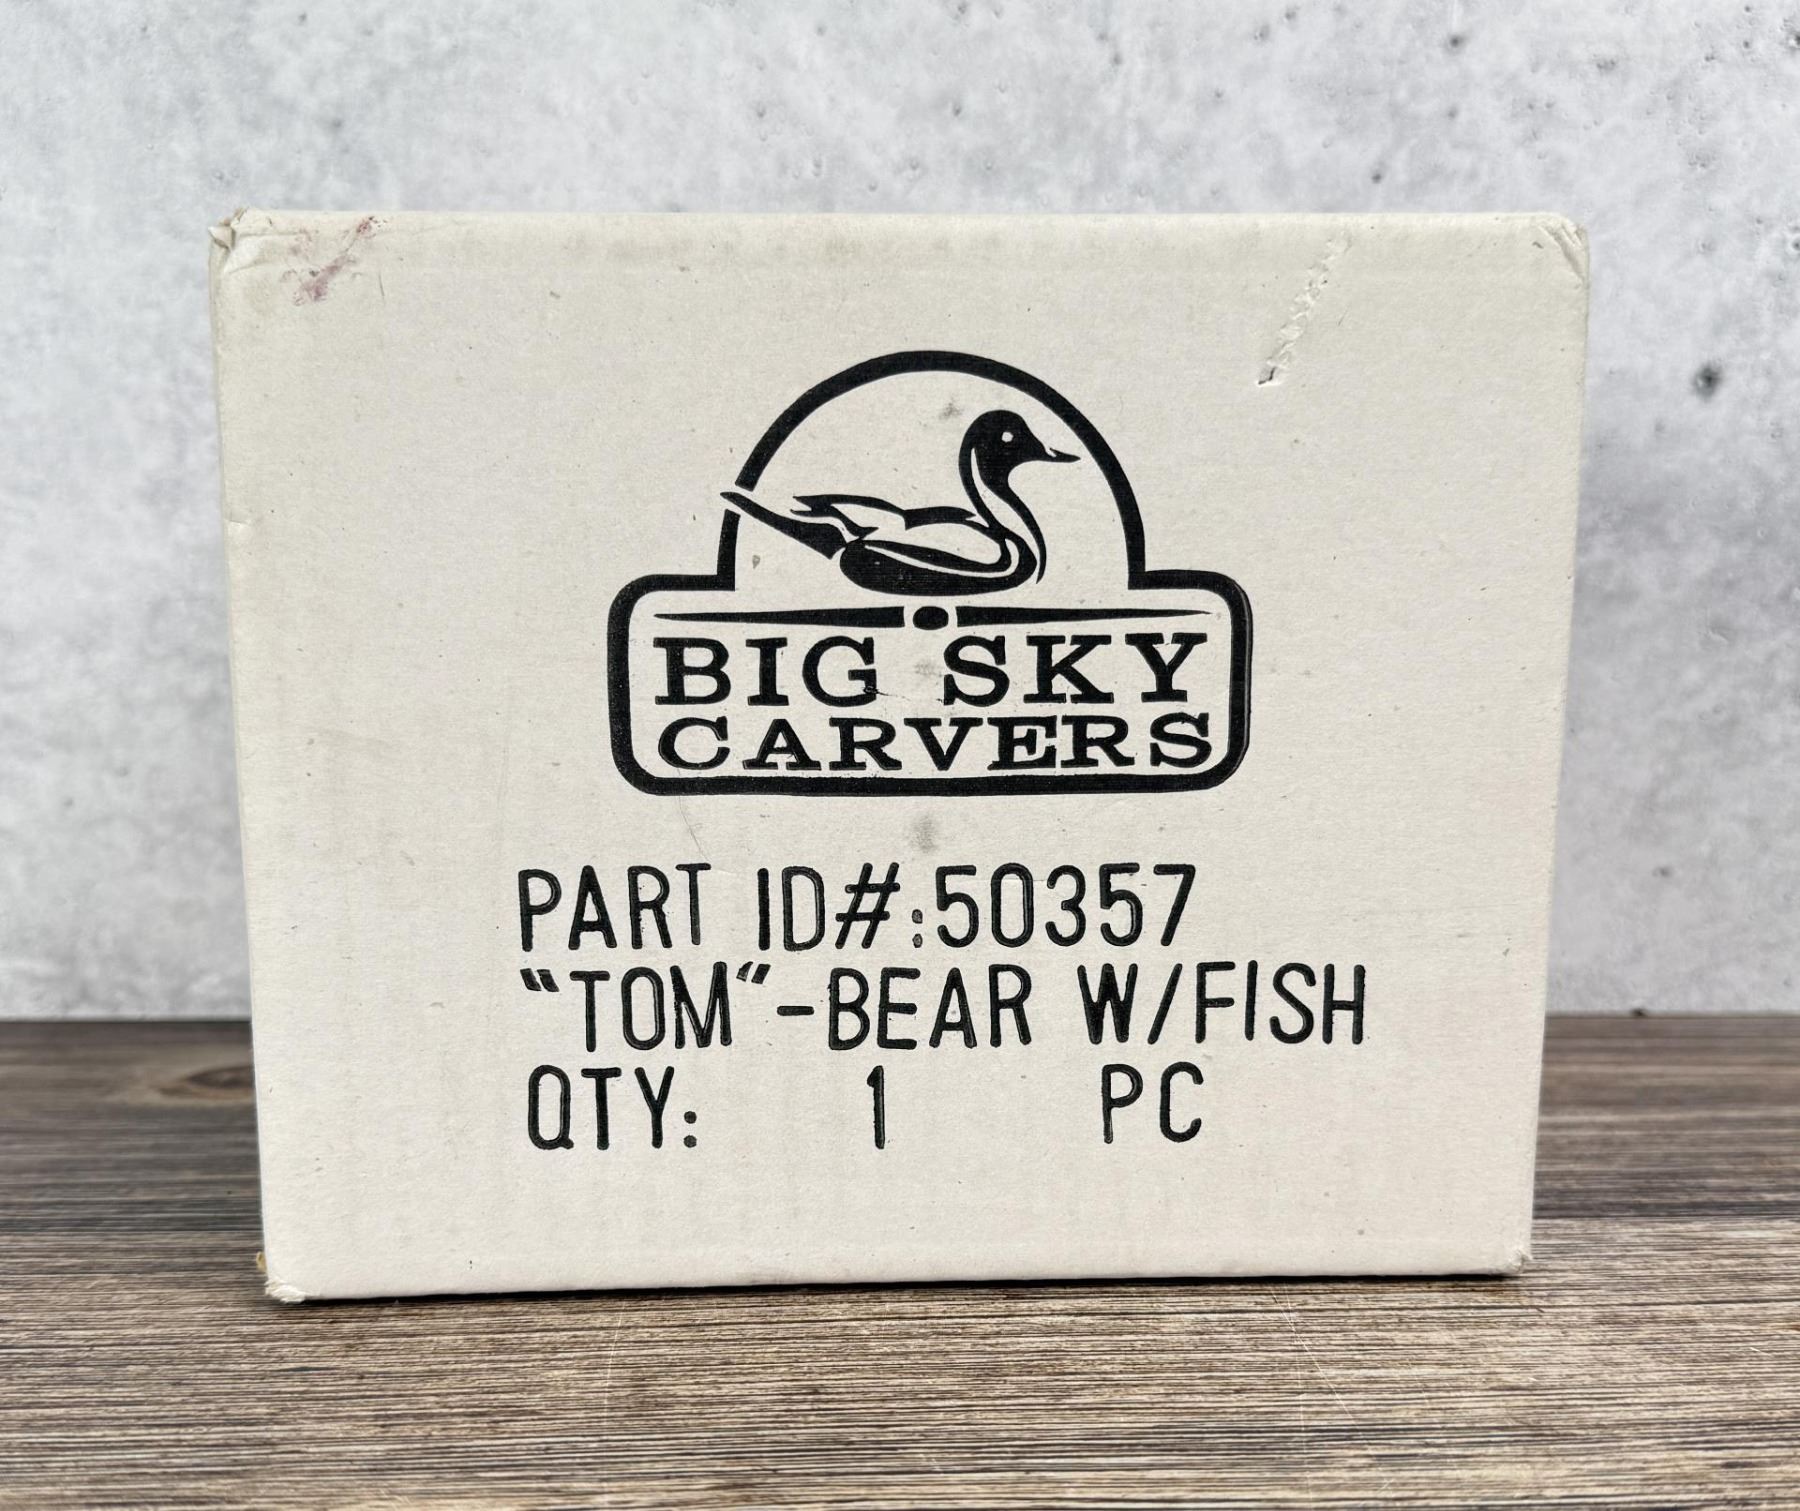 BIG SKY
CARVERS
PART ID#:50357
“TOM“-BEAR W/FISH
QTY: 1 PC